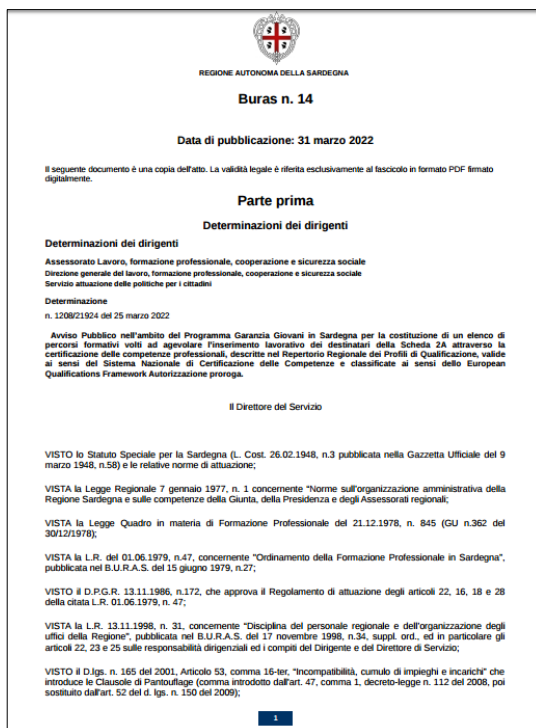 REGIONE AUTONOMA DELLA SARDEGNA
Buras n. 14
Data di pubblicazione: 31 marzo 2022
Il seguente documento è una copia dell'atto. La validità legale è riferita esclusivamente al fascicolo in formato PDF firmato
digitalmente.
Parte prima
Determinazioni dei dirigenti
Determinazioni dei dirigenti
Assessorato Lavoro, formazione professionale, cooperazione e sicurezza sociale
Direzione generale del lavoro, formazione professionale, cooperazione e sicurezza sociale
Servizio attuazione delle politiche per i cittadini
Determinazione
n. 1208/21924 del 25 marzo 2022
Avviso Pubblico nell'ambito del Programma Garanzia Giovani in Sardegna per la costituzione di un elenco di
percorsi formativi volti ad agevolare l'inserimento lavorativo dei destinatari della Scheda 2A attraverso la
certificazione delle competenze professionali, descritte nel Repertorio Regionale dei Profili di Qualificazione, valide
ai sensi del Sistema Nazionale di Certificazione delle Competenze e classificate ai sensi dello European
Qualifications Framework Autorizzazione proroga.
Il Direttore del Servizio
VISTO lo Statuto Speciale per la Sardegna (L. Cost. 26.02.1948, n.3 pubblicata nella Gazzetta Ufficiale del 9
marzo 1948, n.58) e le relative norme di attuazione;
VISTA la Legge Regionale 7 gennaio 1977, n. 1 concernente "Norme sull'organizzazione amministrativa della
Regione Sardegna e sulle competenze della Giunta, della Presidenza e degli Assessorati regionali;
VISTA la Legge Quadro in materia di Formazione Professionale del 21.12.1978, n. 845 (GU n.362 del
30/12/1978);
VISTA la L.R. del 01.06.1979, n.47, concernente "Ordinamento della Formazione Professionale in Sardegna",
pubblicata nel B.U.R.A.S. del 15 giugno 1979, n.27;
VISTO il D.P.G.R. 13.11.1986, n.172, che approva il Regolamento di attuazione degli articoli 22, 16, 18 e 28
della citata L.R. 01.06.1979, n. 47;
VISTA la L.R. 13.11.1998, n. 31, concernente "Disciplina del personale regionale e dell'organizzazione degli
uffici della Regione", pubblicata nel B.U.R.A.S. del 17 novembre 1998, n.34, suppl. ord., ed in particolare gli
articoli 22, 23 e 25 sulle responsabilità dirigenziali ed i compiti del Dirigente e del Direttore di Servizio;
VISTO il D.lgs. n. 165 del 2001, Articolo 53, comma 16-ter, "Incompatibilità, cumulo di impieghi e incarichi" che
introduce le Clausole di Pantouflage (comma introdotto dall'art. 47, comma 1, decreto-legge n. 112 del 2008, poi
sostituito dall'art. 52 del d. lgs. n. 150 del 2009);
1